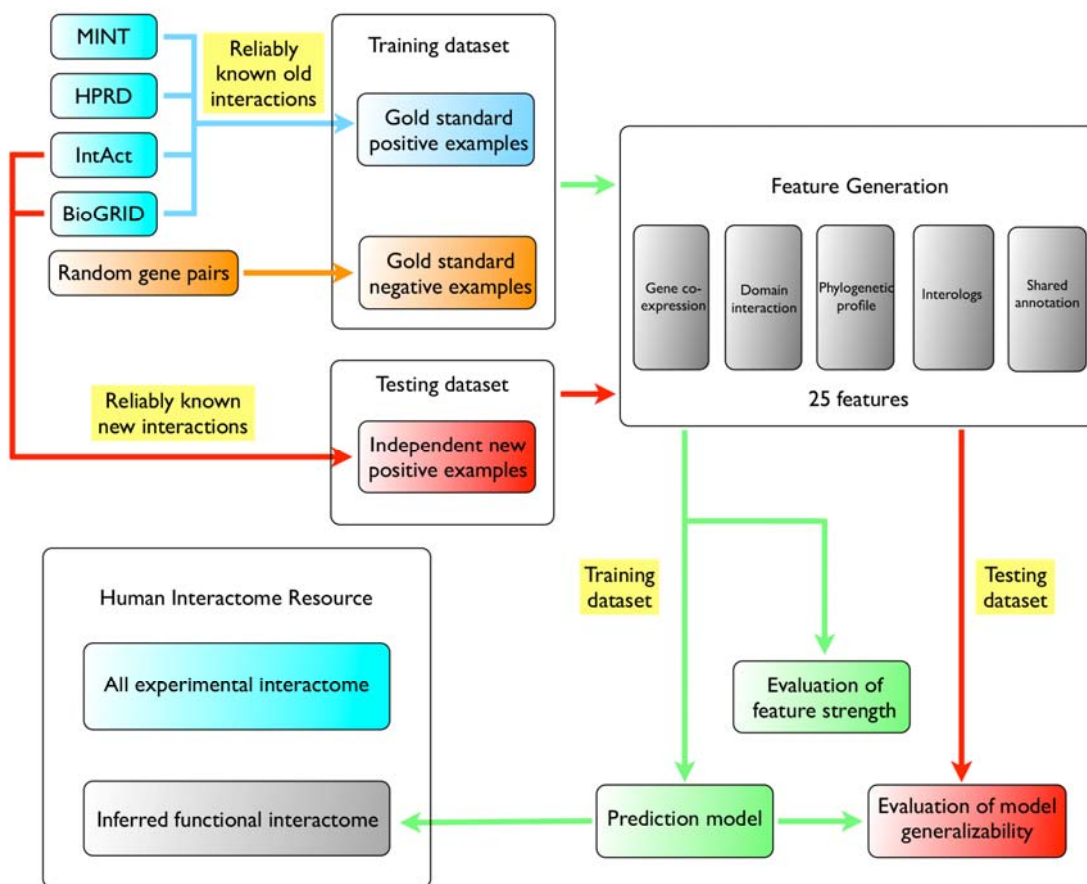 MINT
HPRD
IntAct
BioGRID
Random gene pairs
Reliably
known old
interactions
Training dataset
Gold standard
positive examples
Gold standard
negative examples
Reliably known
new interactions
Testing dataset
Independent new
positive examples
Feature Generation
Gene co-
expression
Domain
interaction
Phylogenetic
profile
Interologs
Shared
annotation
25 features
Training
dataset
Testing
dataset
Evaluation of
feature strength
Human Interactome Resource
All experimental interactome
Inferred functional interactome
Prediction model
Evaluation of model
generalizability